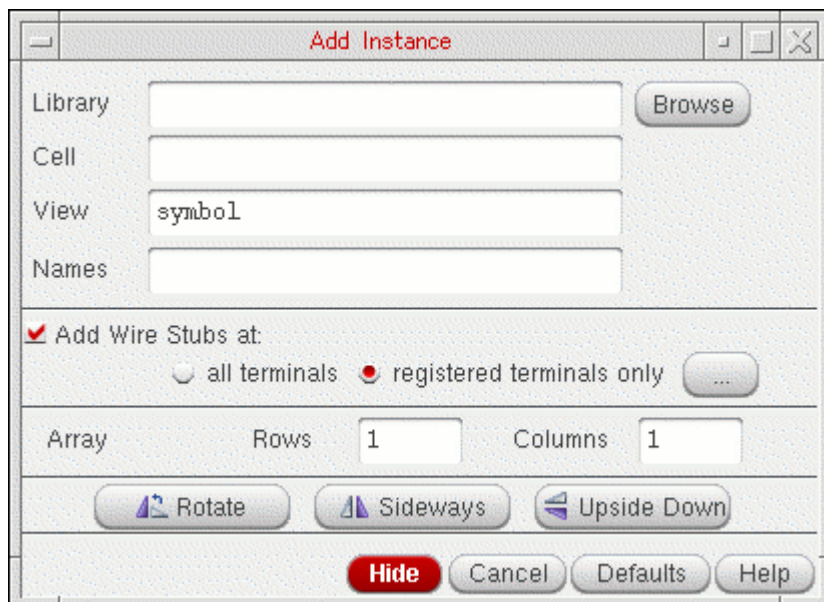 Add Instance
Library Browse
Cell
View symbol
Names
Add Wire Stubs at:
all terminals registered terminals only ...
Array Rows 1 Columns 1
Rotate Sideways Upside Down
Hide Cancel Defaults Help